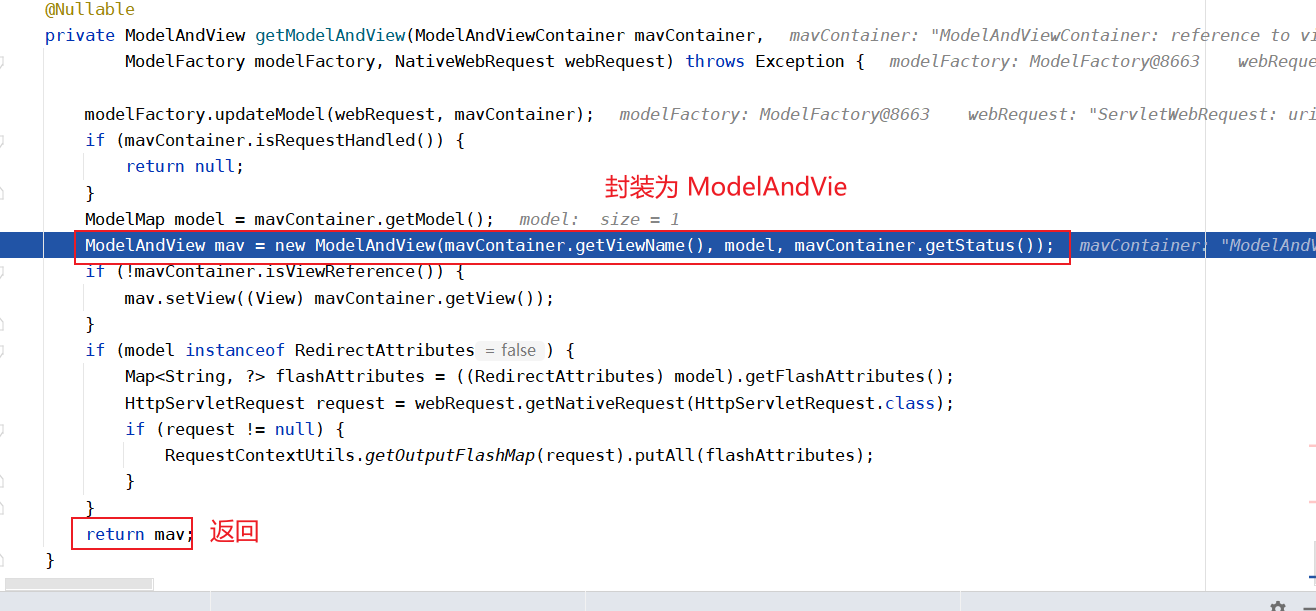 @Nullable
private ModelAndView getModelAndView(ModelAndViewContainer mavContainer, mavContainer: "ModelAndViewContainer: reference to vi
ModelFactory modelFactory, NativeWebRequest webRequest) throws Exception { modelFactory: ModelFactory@8663 webReque
modelFactory.updateModel(webRequest, mavContainer); modelFactory: ModelFactory@8663 webRequest: "ServletWebRequest: uri
if (mavContainer.isRequestHandled()) {
return null;
}
封装为 ModelAndVie
ModelMap model = mavContainer.getModel(); model: size = 1
ModelAndView mav = new ModelAndView(mavContainer.getViewName(), model, mavContainer.getStatus()); mavContainer: "ModelAndV
if (!mavContainer.isViewReference()) {
mav.setView((View) mavContainer.getView());
}
if (model instanceof RedirectAttributes = false ) {
Map<String, ?> flashAttributes = ((RedirectAttributes) model).getFlashAttributes();
HttpServletRequest request = webRequest.getNativeRequest(HttpServletRequest.class);
if (request != null) {
RequestContextUtils.getOutputFlashMap(request).putAll(flashAttributes);
}
}
return mav; 返回
}